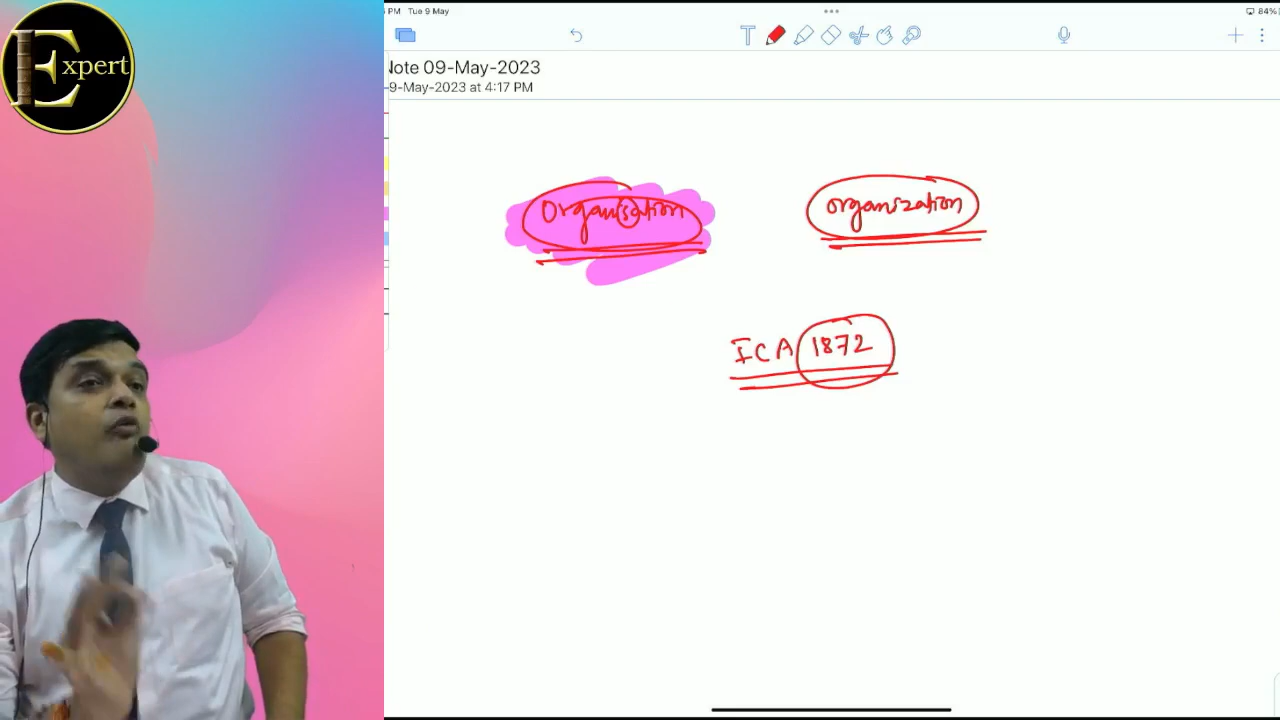 Expert
PM Tue 9 May
84%
Note 09-May-2023
9-May-2023 at 4:17 PM
organisation
organization
ICA 1872